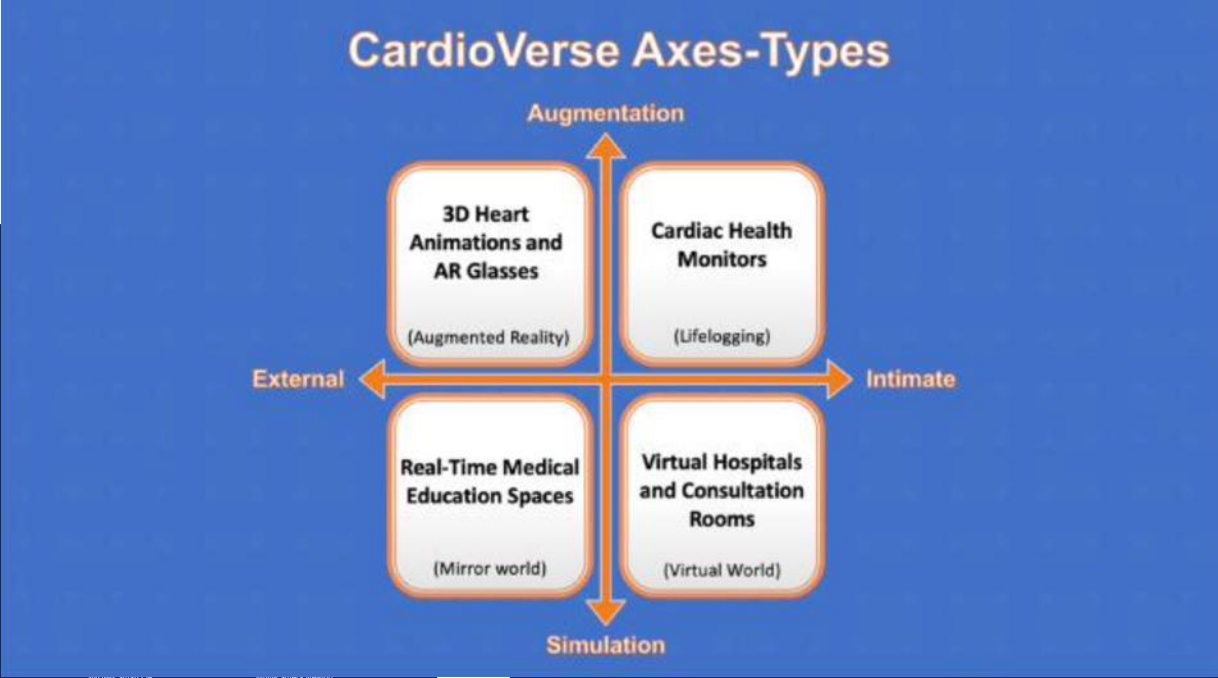 CardioVerse Axes-Types
Augmentation
3D Heart
Animations and
AR Glasses
(Augmented Reality)
Cardiac Health
Monitors
(Lifelogging)
External
Intimate
Real-Time Medical
Education Spaces
(Mirror world)
Virtual Hospitals
and Consultation
Rooms
(Virtual World)
Simulation